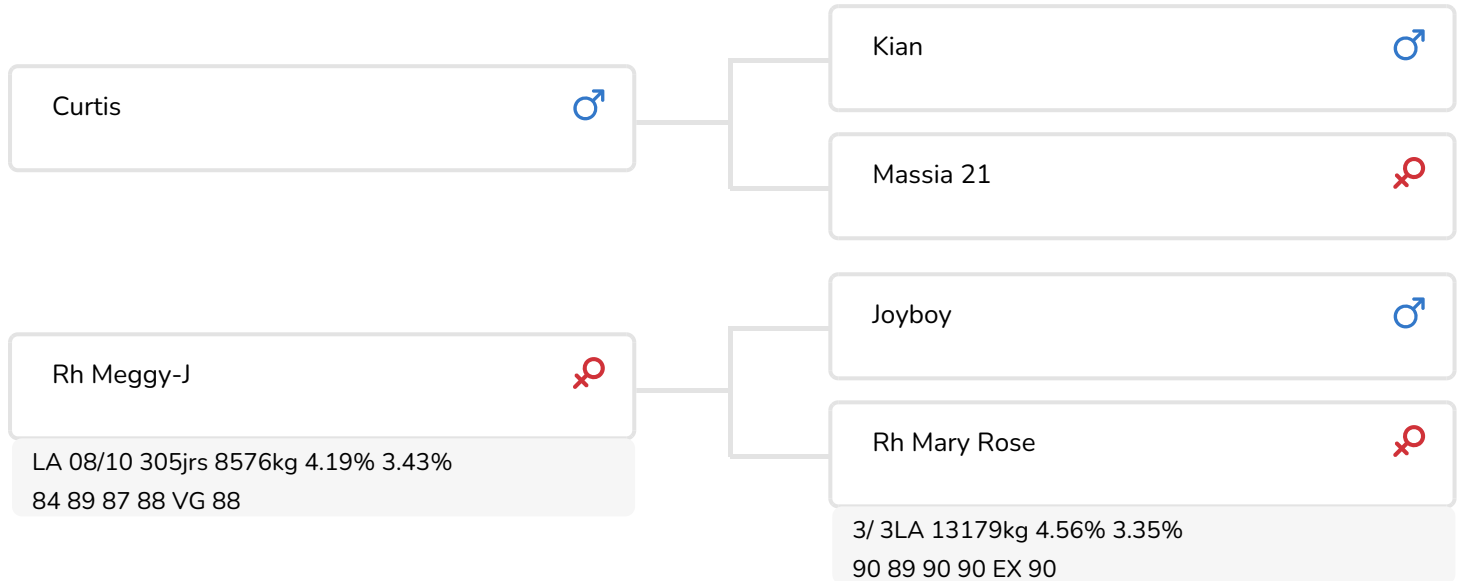 Kian
Curtis
Massia 21
Joyboy
Rh Meggy-J
Rh Mary Rose
LA 08/10 305jrs 8576kg 4.19% 3.43%
84 89 87 88 VG 88
3/ 3LA 13179kg 4.56% 3.35%
90 89 90 90 EX 90